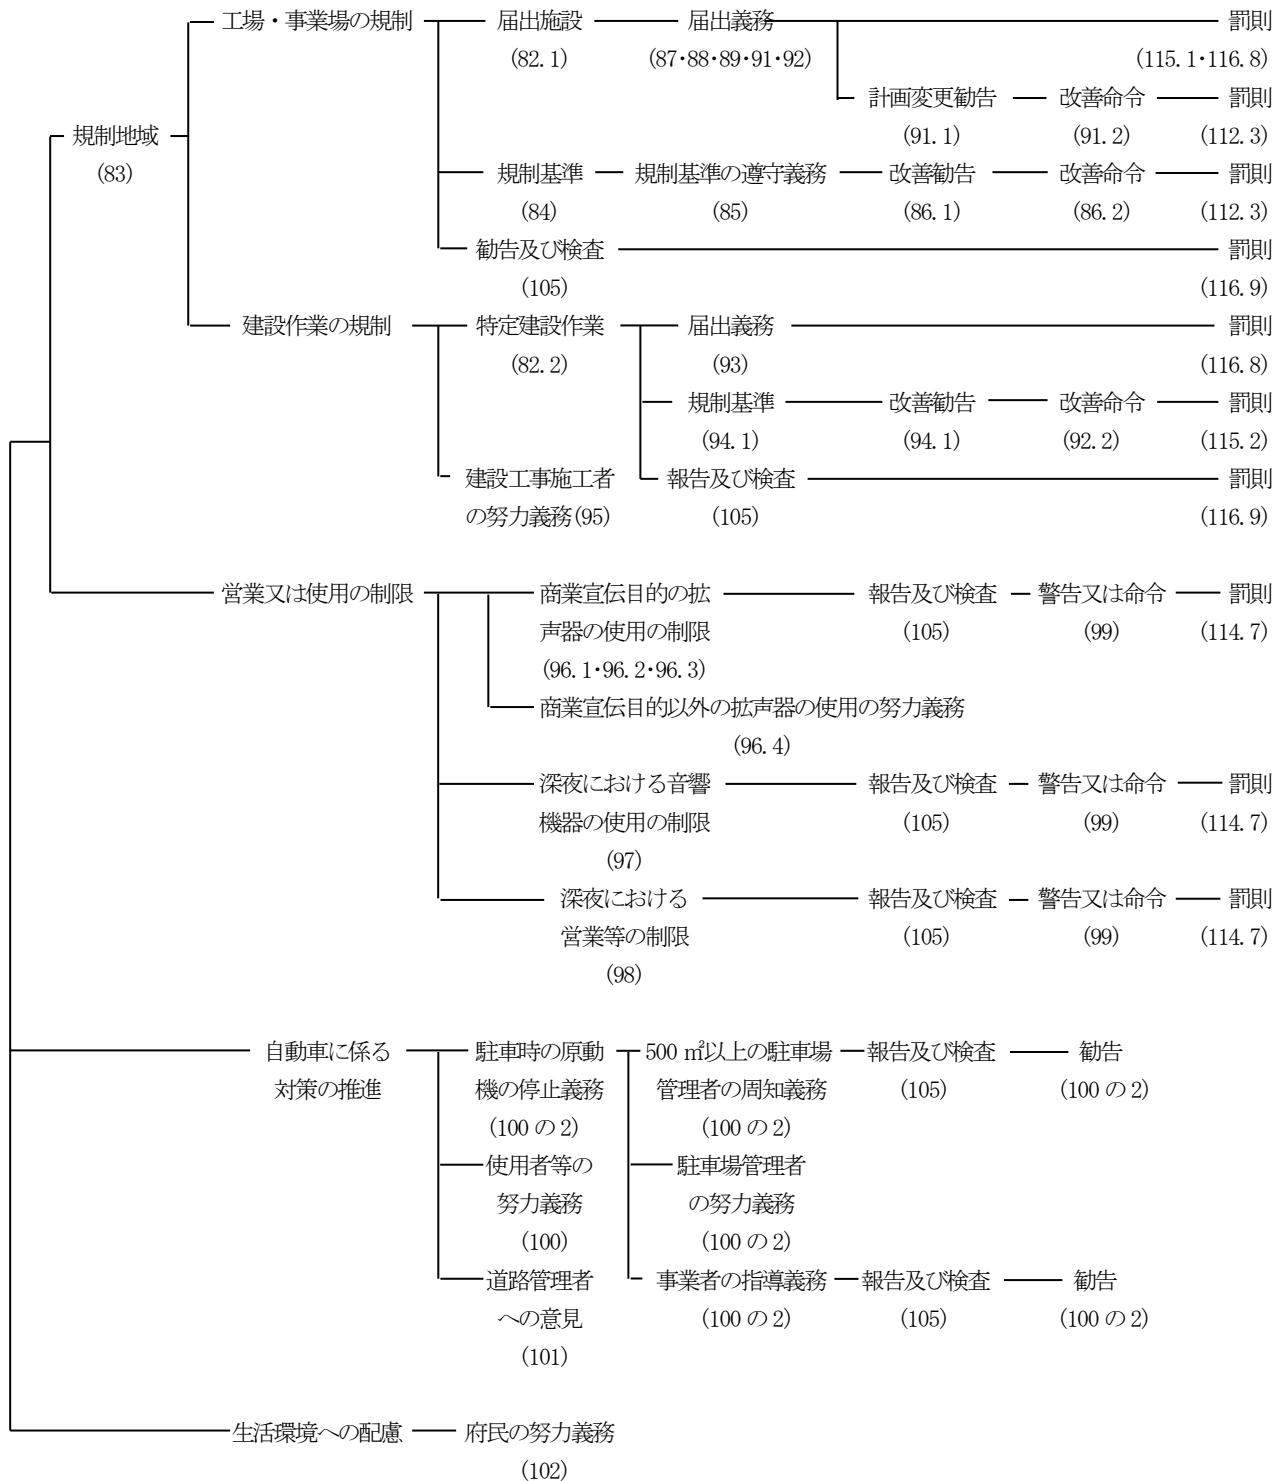 工場・事業場の規制 届出施設 届出義務 罰則
(82.1) (87・88・89・91・92) (115.1・116.8)
計画変更勧告 改善命令 罰則
規制地域 (91.1) (91.2) (112.3)
(83) 規制基準 規制基準の遵守義務 改善勧告 改善命令 罰則
(84) (85) (86.1) (86.2) (112.3)
勧告及び検査 罰則
(105) (116.9)
建設作業の規制 特定建設作業 届出義務 罰則
(82.2) (93) (116.8)
規制基準 改善勧告 改善命令 罰則
(94.1) (94.1) (92.2) (115.2)
建設工事施工者 報告及び検査 罰則
の努力義務(95) (105) (116.9)
営業又は使用の制限 商業宣伝目的の拡 報告及び検査 警告又は命令 罰則
声器の使用の制限 (105) (99) (114.7)
(96.1・96.2・96.3)
商業宣伝目的以外の拡声器の使用の努力義務
(96.4)
深夜における音響 報告及び検査 警告又は命令 罰則
機器の使用の制限 (105) (99) (114.7)
(97)
深夜における 報告及び検査 警告又は命令 罰則
営業等の制限 (105) (99) (114.7)
(98)
自動車に係る 駐車時の原動 500㎡以上の駐車場 報告及び検査 勧告
対策の推進 機の停止義務 管理者の周知義務 (105) (100の2)
(100の2) (100の2)
使用者等の 駐車場管理者
努力義務 の努力義務
(100) (100の2)
道路管理者 事業者の指導義務 報告及び検査 勧告
への意見 (100の2) (105) (100の2)
(101)
生活環境への配慮 府民の努力義務
(102)